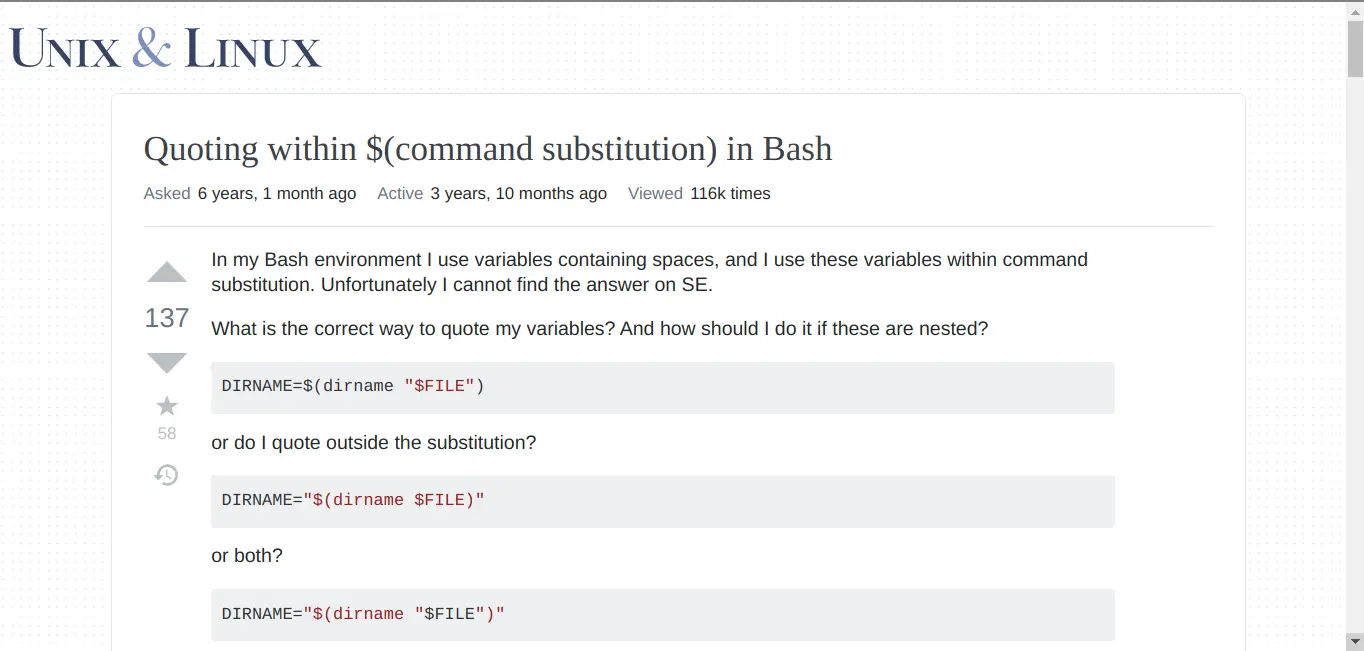 UNIX & LINUX
Quoting within $(command substitution) in Bash
Asked 6 years, 1 month ago Active 3 years, 10 months ago Viewed 116k times
In my Bash environment I use variables containing spaces, and I use these variables within command
substitution. Unfortunately I cannot find the answer on SE.
137
What is the correct way to quote my variables? And how should I do it if these are nested?
DIRNAME=$(dirname "$FILE")
58
or do I quote outside the substitution?
DIRNAME="$(dirname $FILE)"
or both?
DIRNAME="$(dirname "$FILE")"